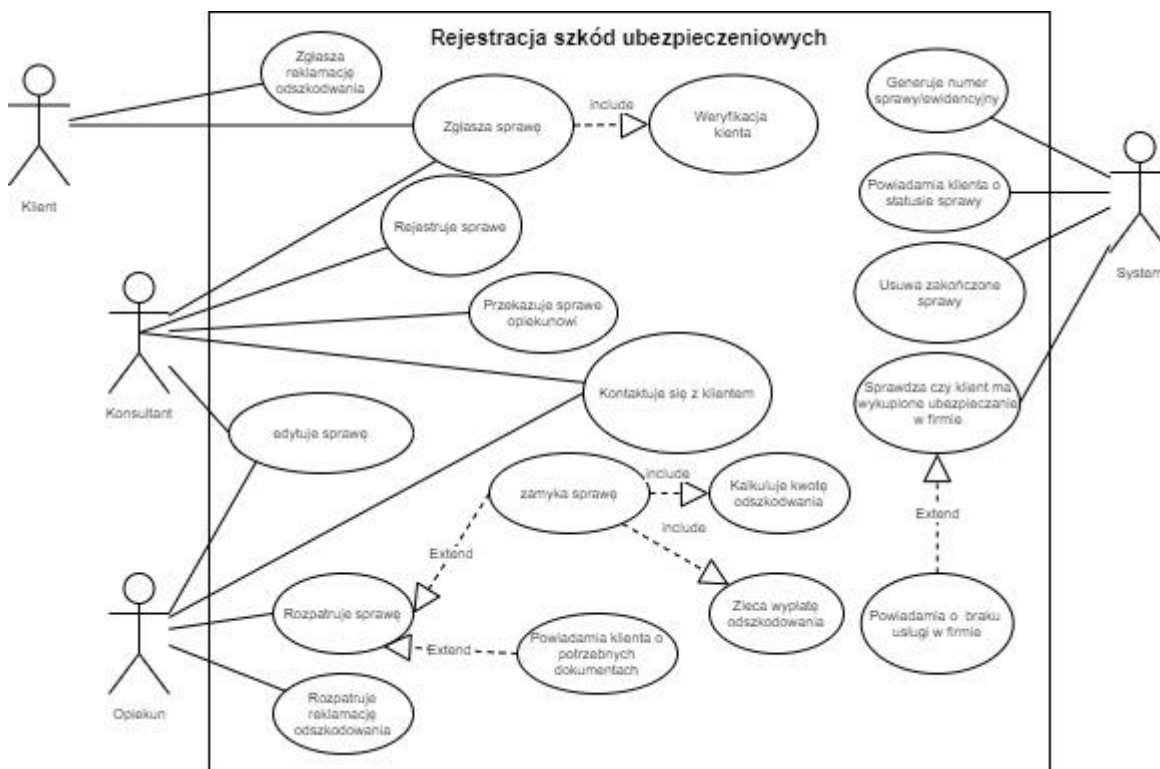 Rejestracja szkód ubezpieczeniowych
Zgłasza
reklamację
odszkodwania
Klient
Zgłasza sprawę
include
Weryfikacja
kienta
Generuje numer
sprawy/ewidencyjny
Powiadamia klienta o
statusie sprawy
System
Rejestruje sprawe
Usuwa zakończone
sprawy
Przekazuje sprawe
opiekunowi
Konsultant
Kontaktuje się z klientem
Sprawdza czy klient ma
wykupione ubezpieczanie
w firmie
edytuje sprawę
zamyka sprawę
include
Kalkuluje kwotę
odszkodwania
include
Extend
Extend
Rozpatruje sprawę
Zleca wypłatę
odszkodowania
Powiadamia o braku
usługi w firmie
Extend
Powiadamia klienta o
potrzebnych
dokumentach
Opiekun
Rozpatruje
reklamację
odszkodowania